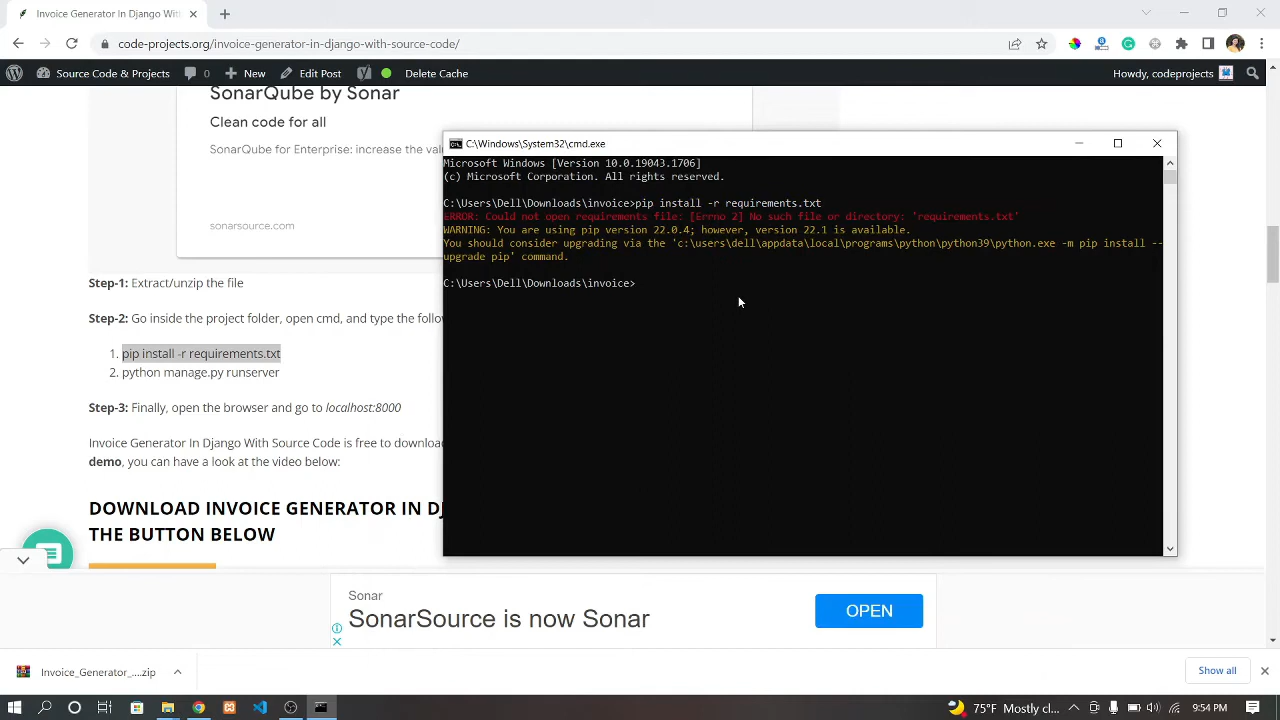 Invoice Generator In Django With
code-projects.org/invoice-generator-in-django-with-sourcecode/
Source Code & Projects
0
New
Edit Post
Delete Cache
Howdy, codeprojects
SonarQube by Sonar
Clean code for all
SonarQube for Enterprise: increase the valu
sonarsource.com
C:\Windows\System32\cmd.exe
Microsoft Windows [Version 10.0.19043.1706]
(c) Microsoft Corporation. All rights reserved.
C:\Users\Dell\Downloads\invoice>pip install -r requirements.txt
ERROR: Could not open requirements file: [Errno 2] No such file or directory: 'requirements.txt'
WARNING: You are using pip version 22.0.4; however, version 22.1 is available.
You should consider upgrading via the 'c:\users\dell\appdata\local\programs\python\python39\python.exe -m pip install --
upgrade pip' command.
C:\Users\Dell\Downloads\invoice>
Step-1: Extract/unzip the file
Step-2: Go inside the project folder, open cmd, and type the follow
1. pip install -r requirements.txt
2. python manage.py runserver
Step-3: Finally, open the browser and go to localhost:8000
Invoice Generator In Django With Source Code is free to download
demo, you can have a look at the video below:
DOWNLOAD INVOICE GENERATOR IN DJ
THE BUTTON BELOW
Sonar
SonarSource is now Sonar
OPEN
Invoice_Generator_....zip
Show all
75°F Mostly cl...
9:54 PM